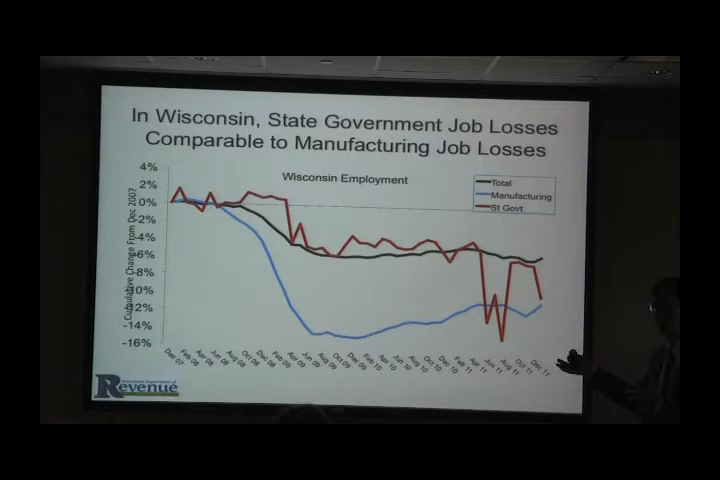 In Wisconsin, State Government Job Losses
Comparable to Manufacturing Job Losses
Wisconsin Employment
Total
Manufacturing
St Govt
Cumulative Change From Dec 2007
4%
2%
0%
-2%
-4%
-6%
-8%
-10%
-12%
-14%
-16%
Dec 07
Feb 08
Apr 08
Jun 08
Aug 08
Oct 08
Dec 08
Feb 09
Apr 09
Jun 09
Aug 09
Oct 09
Dec 09
Feb 10
Apr 10
Jun 10
Aug 10
Oct 10
Dec 10
Feb 11
Apr 11
Jun 11
Aug 11
Oct 11
Dec 11
Revenue